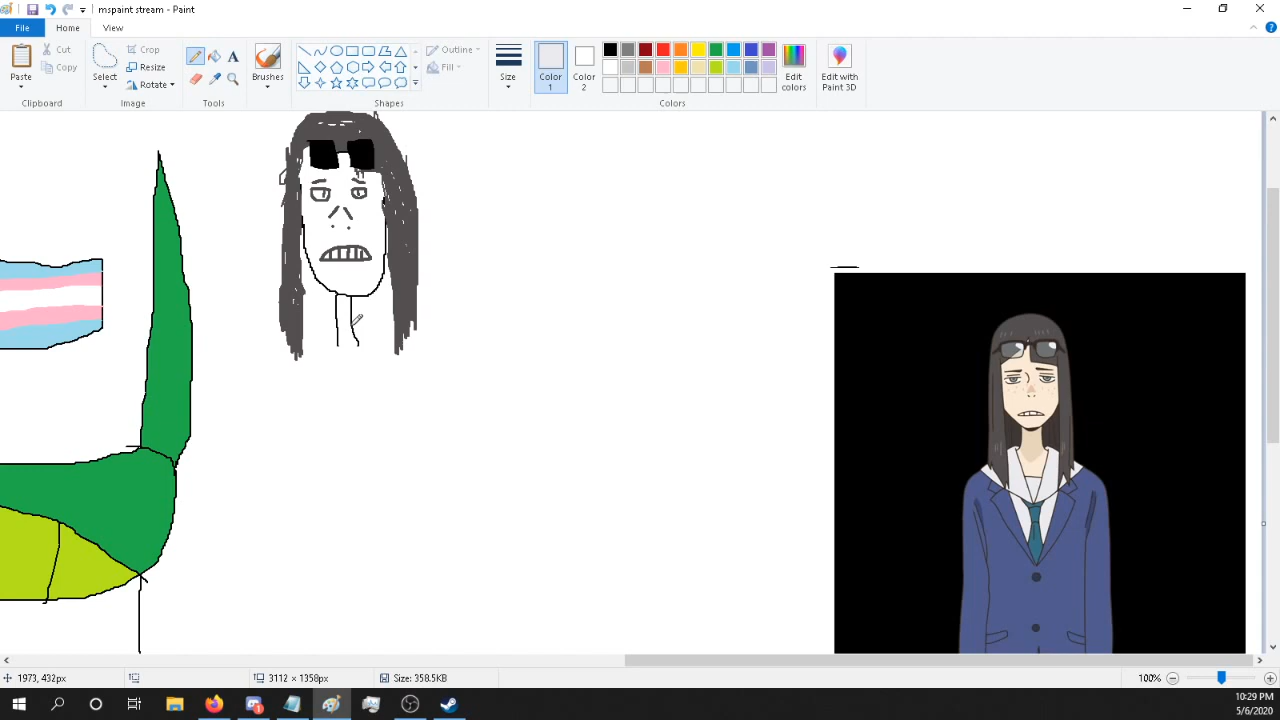 mspaint stream - Paint
File Home View
Paste
Cut
Copy
Clipboard
Select
Crop
Resize
Rotate
Image
A
Tools
Brushes
Outline
Fill
Shapes
Size
Color 1
Color 2
Edit colors
Colors
Edit with Paint 3D
1973, 432px
3112 × 1358px
Size: 358.5KB
100%
10:29 PM
5/6/2020